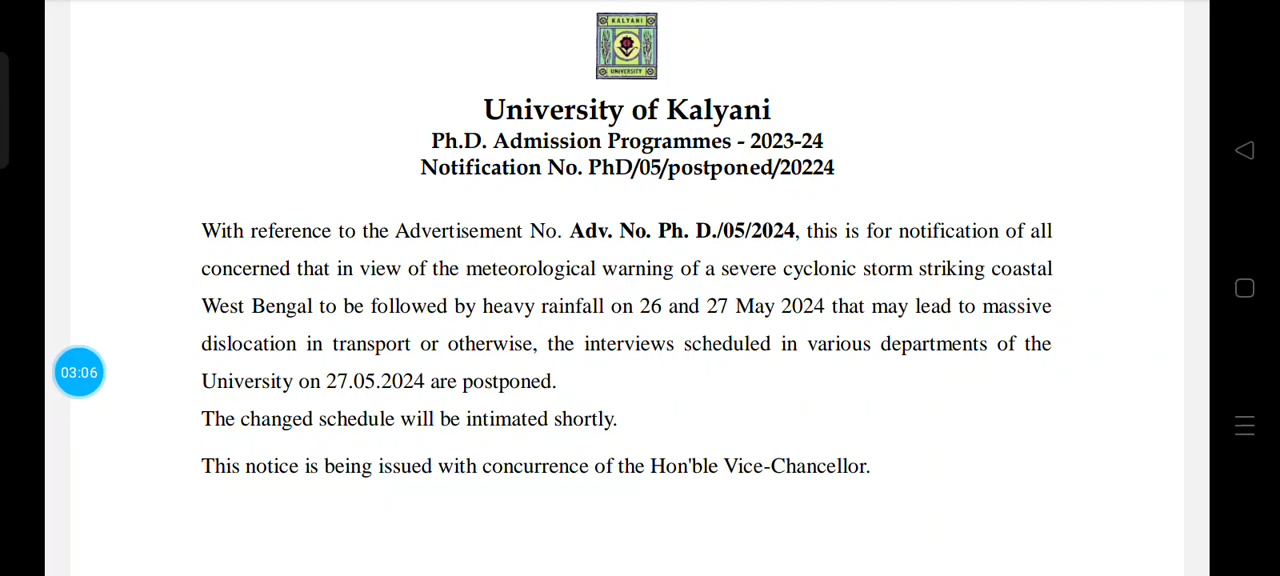 KALYANI
UNIVERSITY
University of Kalyani
Ph.D. Admission Programmes - 2023-24
Notification No. PhD/05/postponed/20224
With reference to the Advertisement No. Adv. No. Ph. D./05/2024, this is for notification of all
concerned that in view of the meteorological warning of a severe cyclonic storm striking coastal
West Bengal to be followed by heavy rainfall on 26 and 27 May 2024 that may lead to massive
dislocation in transport or otherwise, the interviews scheduled in various departments of the
University on 27.05.2024 are postponed.
03:06
The changed schedule will be intimated shortly.
This notice is being issued with concurrence of the Hon'ble Vice-Chancellor.